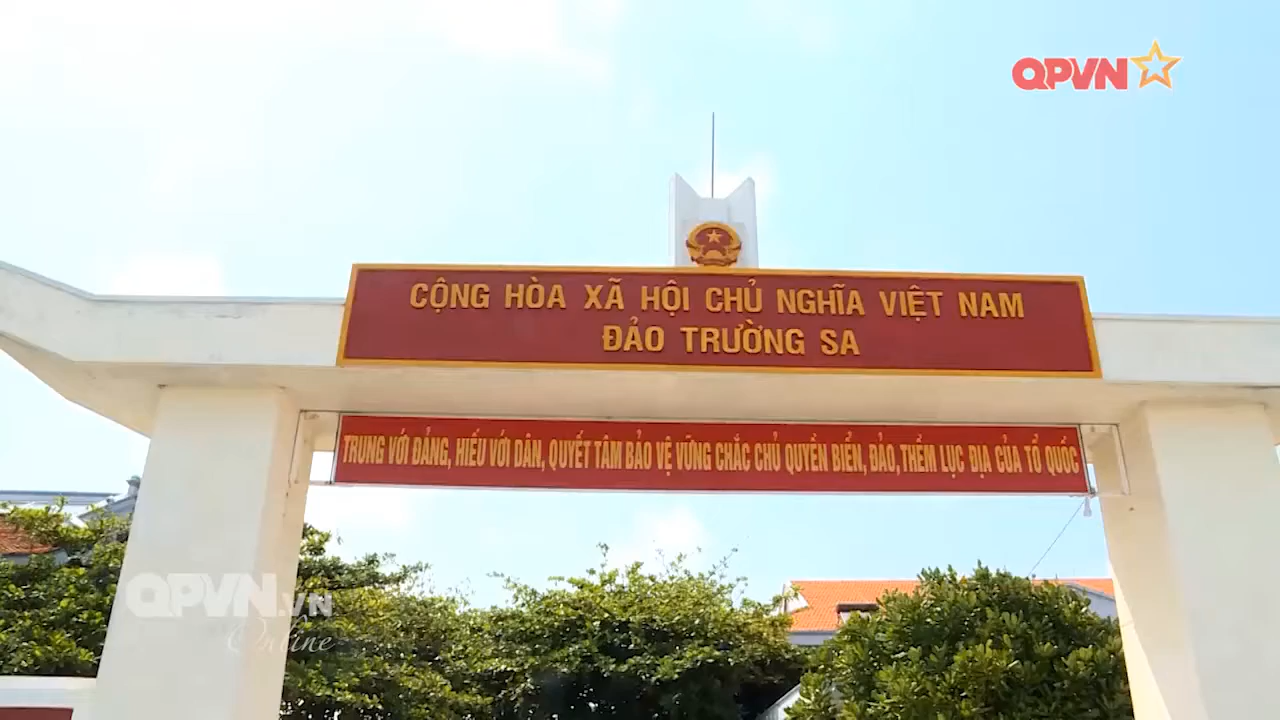 QPVN
CỘNG HÒA XÃ HỘI CHỦ NGHĨA VIỆT NAM
ĐẢO TRƯỜNG SA
TRUNG VỚI ĐẢNG, HIẾU VỚI DÂN, QUYẾT TÂM BẢO VỆ VỮNG CHẮC CHỦ QUYỀN BIỂN, ĐẢO, THỀM LỤC ĐỊA CỦA TỔ QUỐC
QPVN.VN
Online